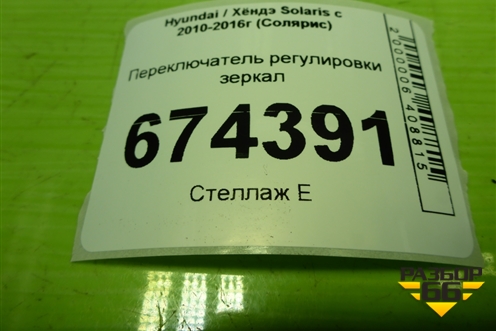 Hyundai / Хёндэ Solaris с
2010-2016г (Солярис)
Переключатель регулировки
зеркал
674391
Стеллаж Е
2000006408815
РАЗБОР
66